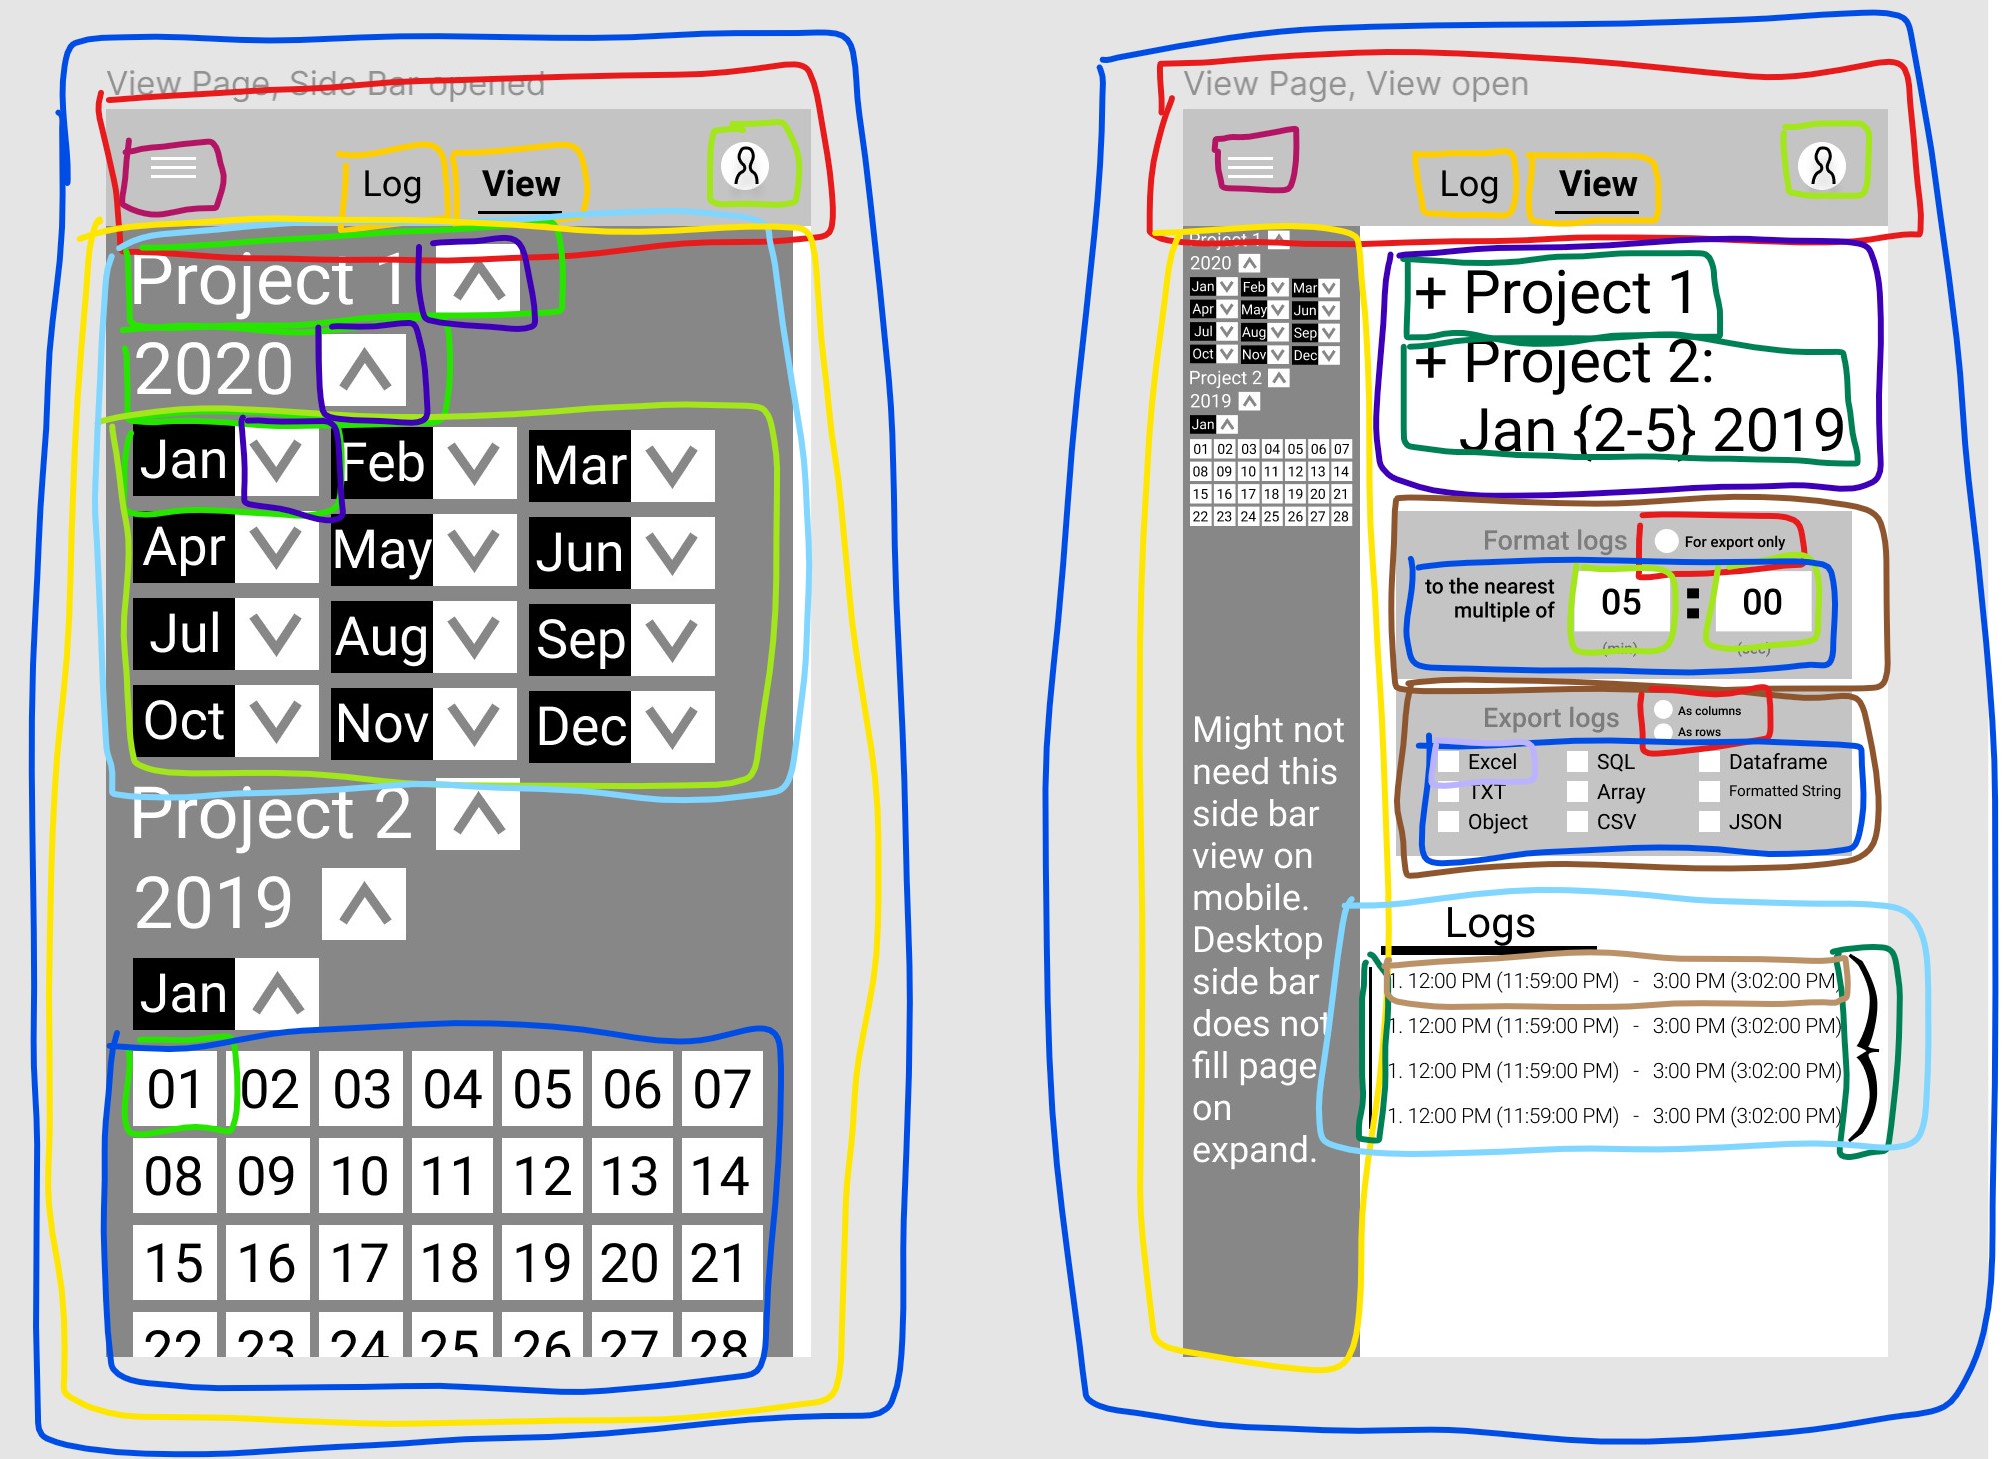 View Page, Side Bar opened
Log View
Project 1
2020
Jan Feb Mar
Apr May Jun
Jul Aug Sep
Oct Nov Dec
Project 2
2019
Jan
01 02 03 04 05 06 07
08 09 10 11 12 13 14
15 16 17 18 19 20 21
22 23 24 25 26 27 28
View Page, View open
Log View
Project 1
2020
Jan Feb Mar
Apr May Jun
Jul Aug Sep
Oct Nov Dec
Project 2
2019
Jan
01 02 03 04 05 06 07
08 09 10 11 12 13 14
15 16 17 18 19 20 21
22 23 24 25 26 27 28
Might not
need this
side bar
view on
mobile.
Desktop
side bar
does not
fill page
on
expand.
+ Project 1
+ Project 2:
Jan {2-5} 2019
Format logs For export only
to the nearest
multiple of
05 : 00
(min) (sec)
Export logs
As columns
As rows
Excel SQL Dataframe
TXT Array Formatted String
Object CSV JSON
Logs
1. 12:00 PM (11:59:00 PM) - 3:00 PM (3:02:00 PM)
1. 12:00 PM (11:59:00 PM) - 3:00 PM (3:02:00 PM)
1. 12:00 PM (11:59:00 PM) - 3:00 PM (3:02:00 PM)
1. 12:00 PM (11:59:00 PM) - 3:00 PM (3:02:00 PM)